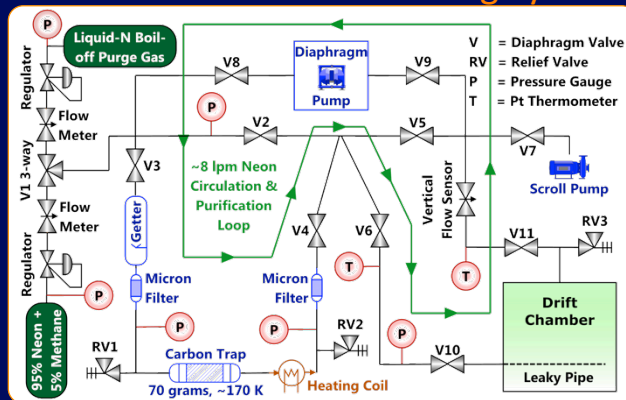 Liquid-N Boil-
off Purge Gas
P
Regulator
Flow
Meter
V1 3-way
Flow
Meter
Regulator
P
95% Neon +
5% Methane
V8
Diaphragm
Pump
V9
V = Diaphragm Valve
RV = Relief Valve
P = Pressure Gauge
T = Pt Thermometer
P
V2
V5
V7
Scroll Pump
V3
~8 lpm Neon
Circulation &
Purification
Loop
Getter
V4
V6
Vertical
Flow Sensor
V11
RV3
Micron
Filter
Micron
Filter
T
T
P
P
RV2
P
RV1
Carbon Trap
70 grams, ~170 K
Heating Coil
V10
Drift
Chamber
Leaky Pipe